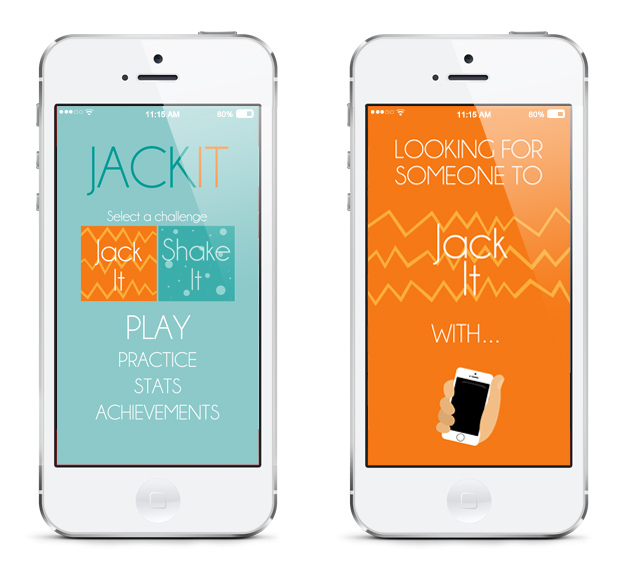 11:15 AM
80%
JACKIT
Select a challenge
Jack
It
Shake
It
PLAY
PRACTICE
STATS
ACHIEVEMENTS
11:15 AM
80%
LOOKING FOR
SOMEONE TO
Jack
It
WITH...